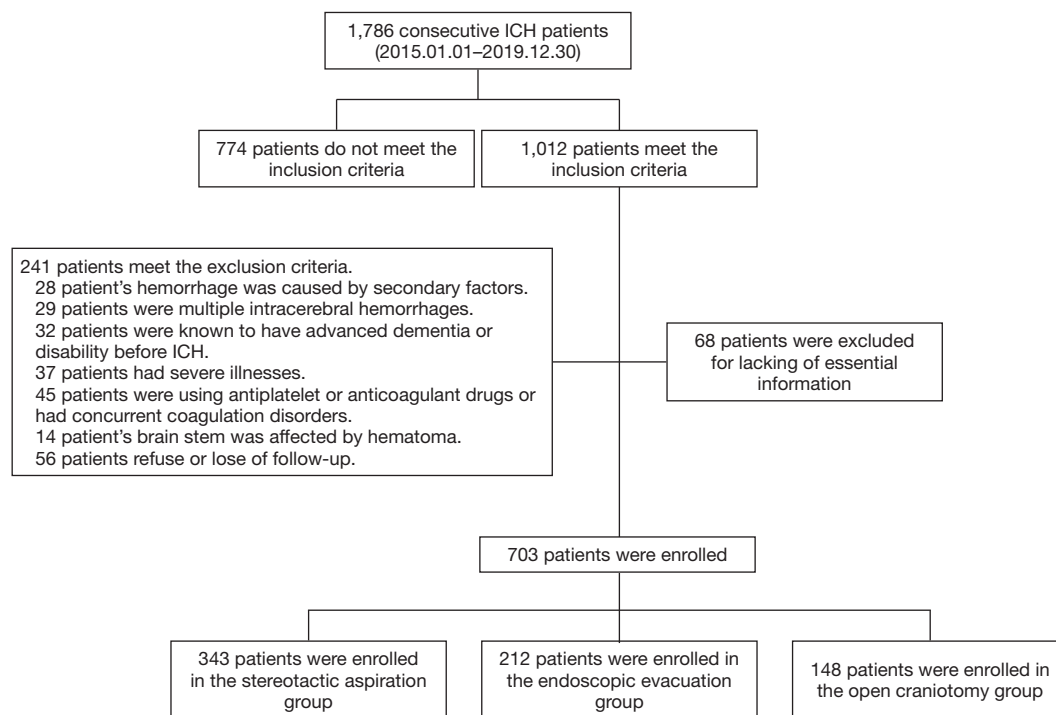 1,786 consecutive ICH patients
(2015.01.01–2019.12.30)
774 patients do not meet the
inclusion criteria
1,012 patients meet the
inclusion criteria
241 patients meet the exclusion criteria.
28 patient's hemorrhage was caused by secondary factors.
29 patients were multiple intracerebral hemorrhages.
32 patients were known to have advanced dementia or
disability before ICH.
37 patients had severe illnesses.
45 patients were using antiplatelet or anticoagulant drugs or
had concurrent coagulation disorders.
14 patient's brain stem was affected by hematoma.
56 patients refuse or lose of follow-up.
68 patients were excluded
for lacking of essential
information
703 patients were enrolled
343 patients were enrolled
in the stereotactic aspiration
group
212 patients were enrolled in
the endoscopic evacuation
group
148 patients were enrolled in
the open craniotomy group